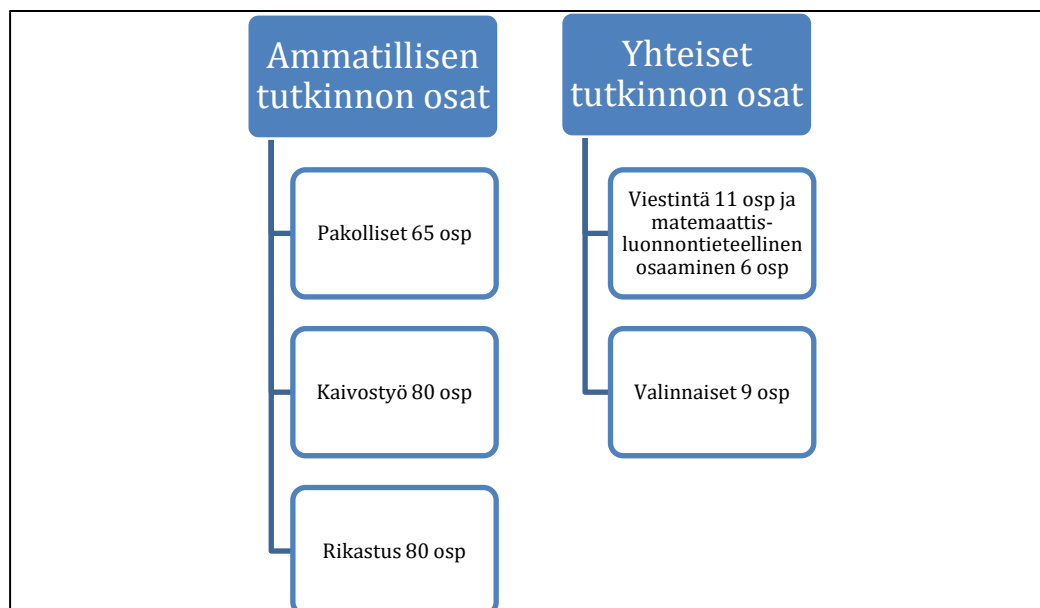 Ammatillisen
tutkinnon osat
Pakolliset 65 osp
Kaivostyö 80 osp
Rikastus 80 osp
Yhteiset
tutkinnon osat
Viestintä 11 osp ja
matemaattis-
luonnontieteellinen
osaaminen 6 osp
Valinnaiset 9 osp